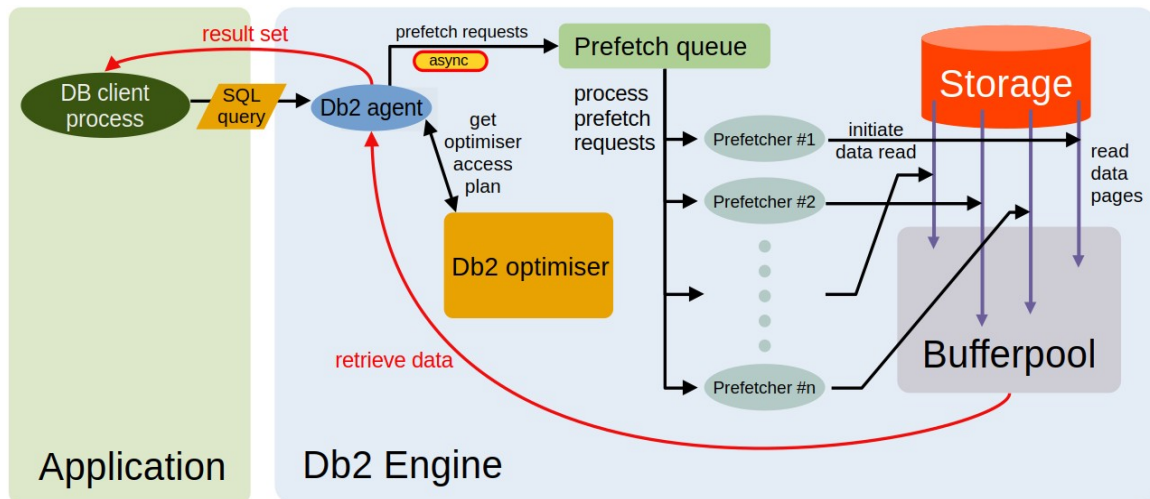 result set
prefetch requests
async
Prefetch queue
Storage
DB client
process
SQL
query
Db2 agent
process
prefetch
requests
get
optimiser
access
plan
Prefetcher #1
initiate
data read
read
data
pages
Prefetcher #2
Db2 optimiser
Bufferpool
retrieve data
Prefetcher #n
Application
Db2 Engine